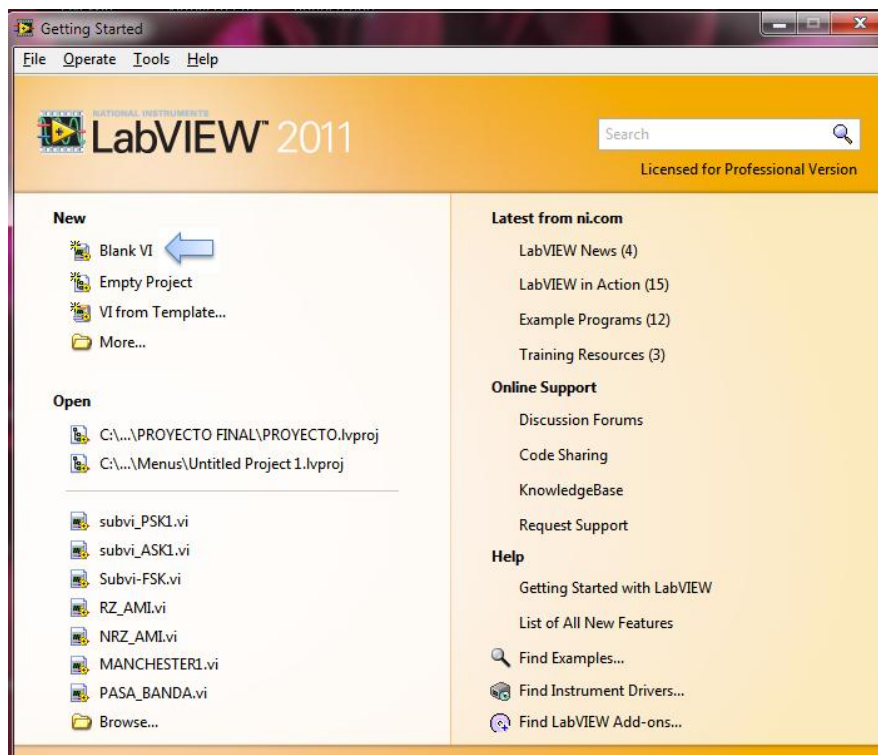 Getting Started
File Operate Tools Help
NATIONAL INSTRUMENTS
LabVIEW™ 2011
Search
Licensed for Professional Version
New
Blank VI
Empty Project
VI from Template...
More...
Open
C:\...\PROYECTO FINAL\PROYECTO.lvproj
C:\...\Menus\Untitled Project 1.lvproj
subvi_PSK1.vi
subvi_ASK1.vi
Subvi-FSK.vi
RZ_AMI.vi
NRZ_AMI.vi
MANCHESTER1.vi
PASA_BANDA.vi
Browse...
Latest from ni.com
LabVIEW News (4)
LabVIEW in Action (15)
Example Programs (12)
Training Resources (3)
Online Support
Discussion Forums
Code Sharing
KnowledgeBase
Request Support
Help
Getting Started with LabVIEW
List of All New Features
Find Examples...
Find Instrument Drivers...
Find LabVIEW Add-ons...